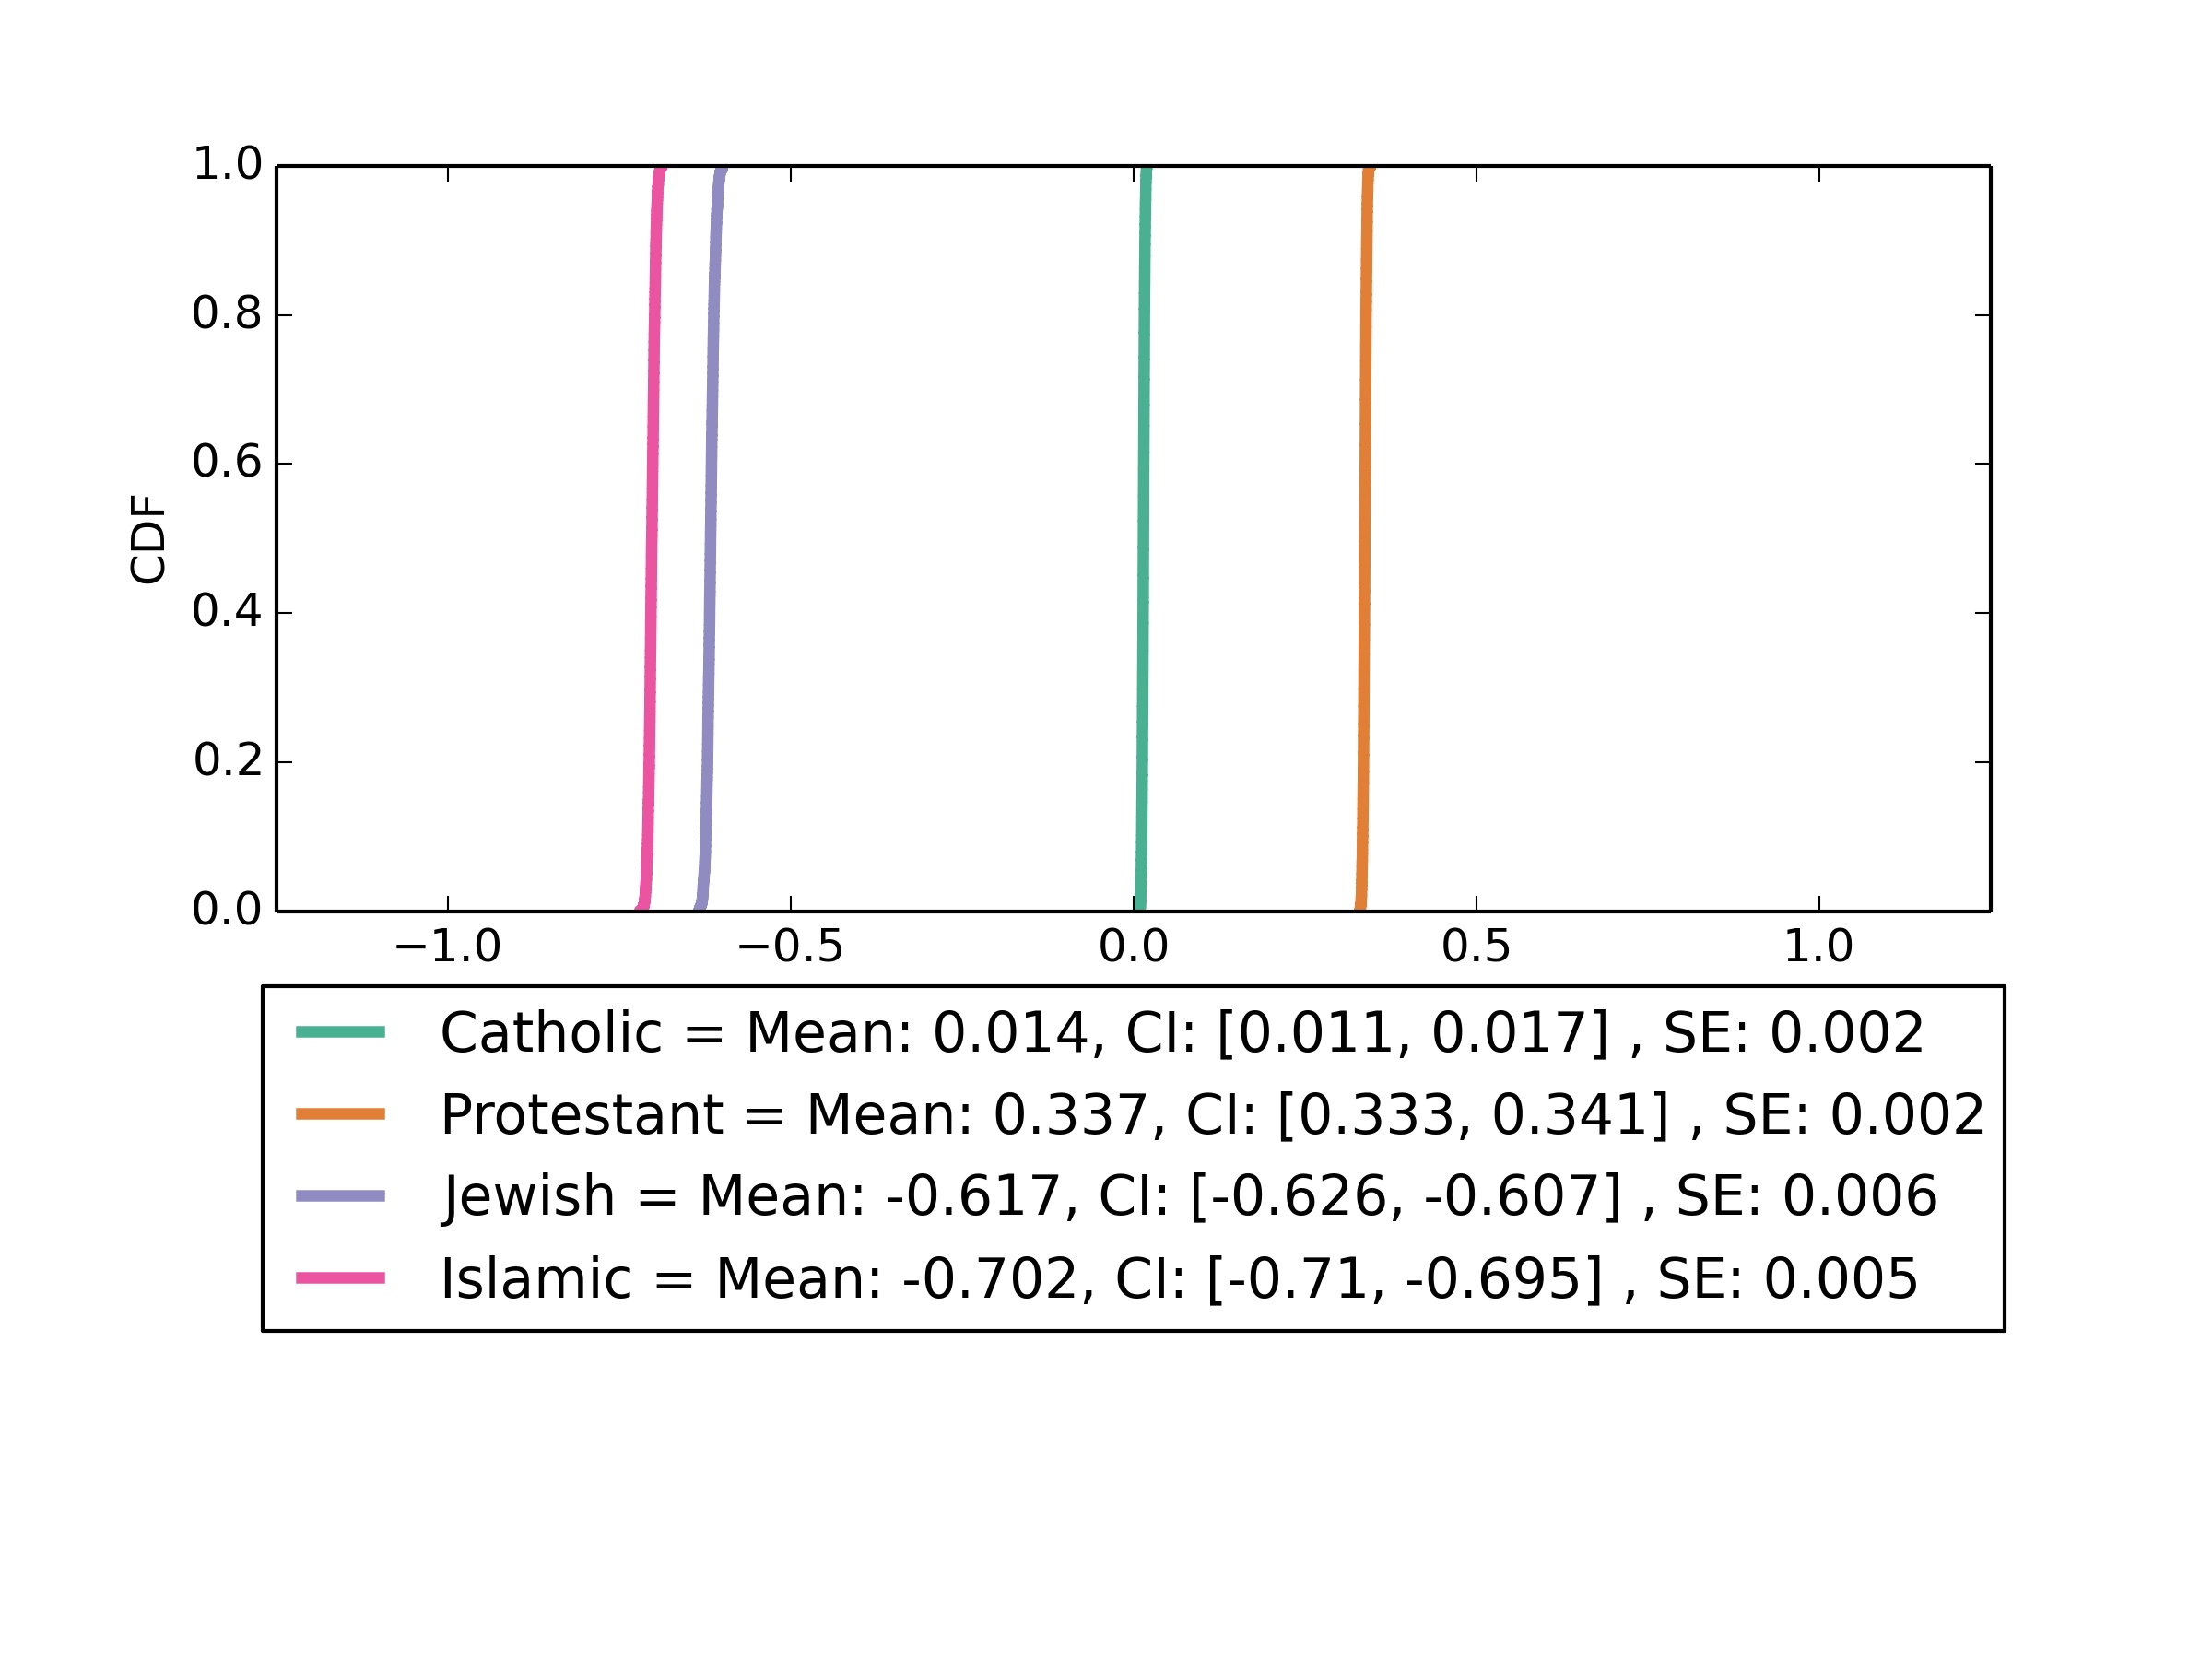 1.0
0.8
0.6
0.4
0.2
0.0
CDF
−1.0 −0.5 0.0 0.5 1.0
Catholic = Mean: 0.014, CI: [0.011, 0.017] , SE: 0.002
Protestant = Mean: 0.337, CI: [0.333, 0.341] , SE: 0.002
Jewish = Mean: -0.617, CI: [-0.626, -0.607] , SE: 0.006
Islamic = Mean: -0.702, CI: [-0.71, -0.695] , SE: 0.005